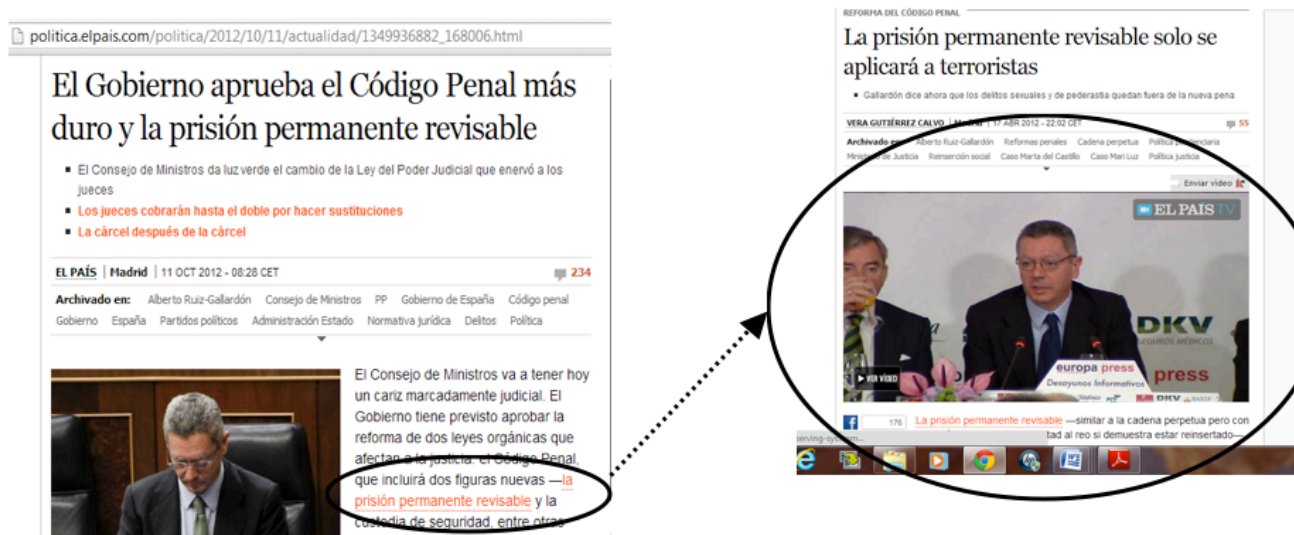 politica.elpais.com/politica/2012/10/11/actualidad/1349936882_168006.html
El Gobierno aprueba el Código Penal más
duro y la prisión permanente revisable
El Consejo de Ministros da luz verde el cambio de la Ley del Poder Judicial que enervó a los
jueces
Los jueces cobrarán hasta el doble por hacer sustituciones
La cárcel después de la cárcel
EL PAÍS | Madrid | 11 OCT 2012 - 08:28 CET
234
Archivado en: Alberto Ruiz-Gallardón Consejo de Ministros PP Gobierno de España Código penal
Gobierno España Partidos políticos Administración Estado Normativa jurídica Delitos Política
El Consejo de Ministros va a tener hoy
un cariz marcadamente judicial. El
Gobierno tiene previsto aprobar la
reforma de dos leyes orgánicas que
afectan a la justicia: el Código Penal,
que incluirá dos figuras nuevas —la
prisión permanente revisable y la
custodia de seguridad, entre otras
REFORMA DEL CÓDIGO PENAL
La prisión permanente revisable solo se
aplicará a terroristas
Gallardón dice ahora que los delitos sexuales y de pederastia quedan fuera de la nueva pena
VERA GUTIÉRREZ CALVO | Madrid | 17 ABR 2012 - 22:02 CET
55
Archivado en: Alberto Ruiz-Gallardón Reformas penales Cadena perpetua Política penitenciaria
Ministerio de Justicia Reinserción social Caso Marta del Castillo Caso Mari Luz Política justicia
Enviar vídeo
EL PAÍS TV
DKV
SEGUROS MÉDICOS
europa press
Desayunos Informativos
press
DKV
VER VÍDEO
176
La prisión permanente revisable —similar a la cadena perpetua pero con
tad al reo si demuestra estar reinsertado—